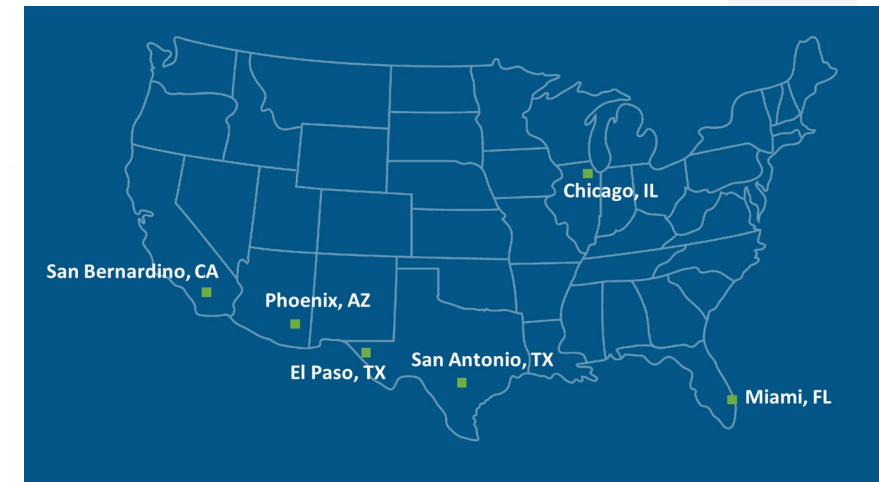 Chicago, IL
San Bernardino, CA
Phoenix, AZ
San Antonio, TX
El Paso, TX
Miami, FL